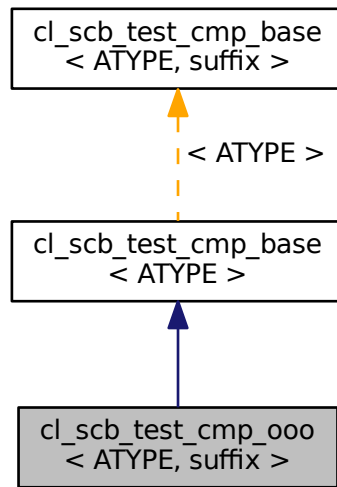 cl_scb_test_cmp_base
< ATYPE, suffix >
< ATYPE >
cl_scb_test_cmp_base
< ATYPE >
cl_scb_test_cmp_ooo
< ATYPE, suffix >